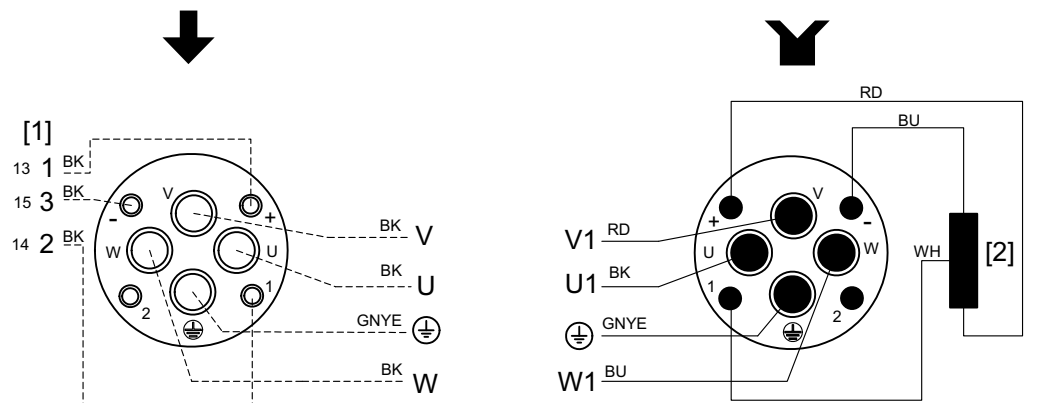 [1]
13 1 BK
15 3 BK
14 2 BK
V
+
-
W
U
2
1
BK V
BK U
GNYE
BK W
RD
BU
V
+
-
U
W
1
2
V1 RD
U1 BK
GNYE
W1 BU
WH
[2]